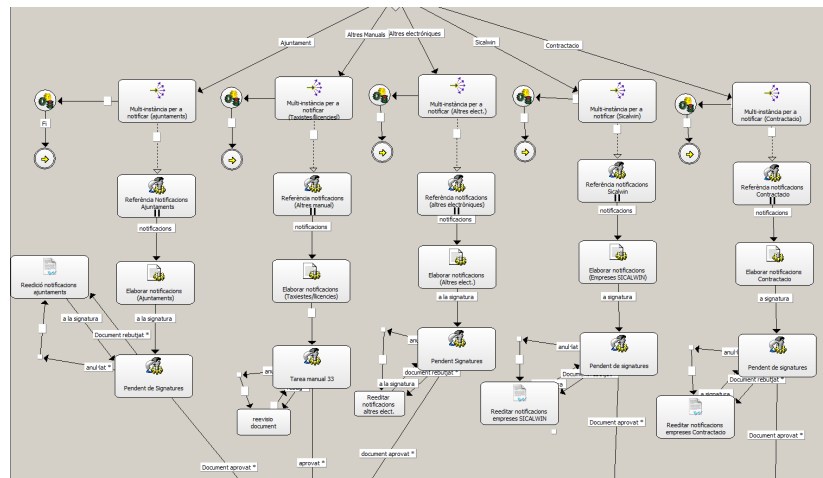 Altres Manuals
Altres electróniques
Ajuntament
Sicalwin
Contractacio
Multi-instància per a
notificar (ajuntaments)
Multi-instància per a
notificar
(Taxistes/licencies)
Multi-instància per a
notificar (Altres elect.)
Multi-instància per a
notificar (Sicalwin)
Multi-instància per a
notificar (Contractacio)
Fi
Referència Notificacions
Ajuntaments
Referència notificacions
(Altres manual)
Referència notificacions
(altres electròniques)
Referència notificacions
Sicalwin
Referència notificacions
Contractacio
notificacions
notificacions
notificacions
notificacions
notificacions
Reedició notificacions
ajuntaments
Elaborar notificacions
(Ajuntaments)
Elaborar notificacions
(Taxiestes/llicencies)
Elaborar notificacions
(Altres elect.)
Elaborar notificacions
(Empreses SICALWIN)
Elaborar notificacions
Contractacio
a la signatura
a la signatura
a la signatura
a signatura
a signatura
Document rebutjat *
anul·lat *
Pendent de Signatures
Tarea manual 33
Pendent Signatures
Pendent de signatures
Pendent de signatures
anul·lat
document rebutjat *
a la signatura
Document rebutjat *
a signatura
reevisio
document
Reeditar
notificacions
altres elect.
Reeditar notificacions
empreses SICALWIN
Reeditar notificacions
empreses Contractacio
Document aprovat *
aprovat *
document aprovat *
Document aprovat *
Document aprovat *